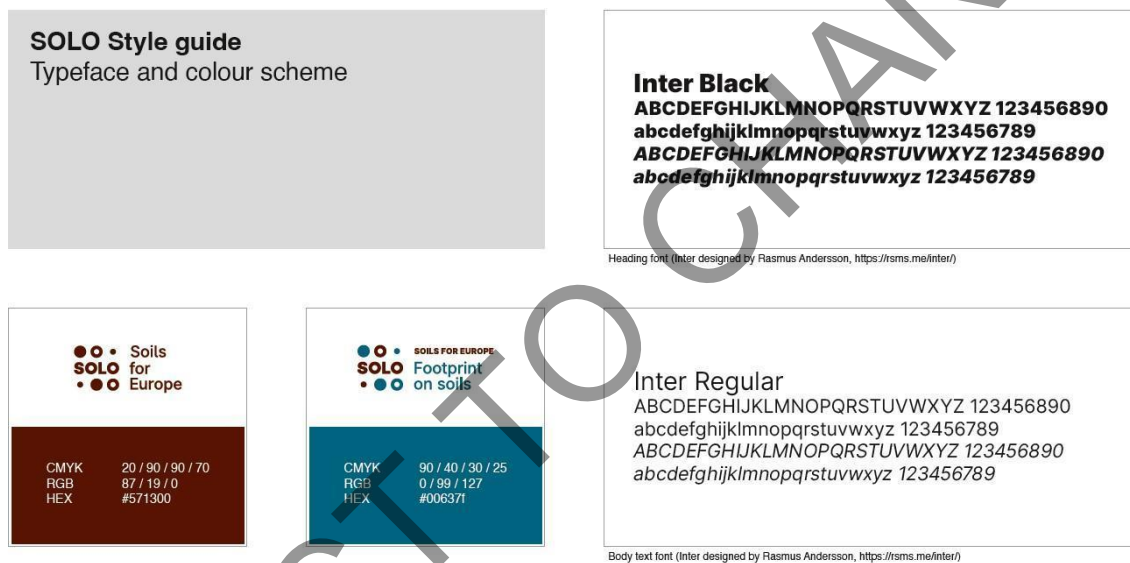 SOLO Style guide
Typeface and colour scheme
Inter Black
ABCDEFGHIJKLMNOPQRSTUVWXYZ 123456890
abcdefghijklmnopqrstuvwxyz 123456789
ABCDEFGHIJKLMNOPQRSTUVWXYZ 123456890
abcdefghijklmnopqrstuvwxyz 123456789
Heading font (Inter designed by Rasmus Andersson, https://rsms.me/inter/)
Soils
SOLO for
Europe
CMYK 20 / 90 / 90 / 70
RGB 87 / 19 / 0
HEX #571300
SOILS FOR EUROPE
SOLO Footprint
on soils
CMYK 90 / 40 / 30 / 25
RGB 0 / 99 / 127
HEX #00637f
Inter Regular
ABCDEFGHIJKLMNOPQRSTUVWXYZ 123456890
abcdefghijklmnopqrstuvwxyz 123456789
ABCDEFGHIJKLMNOPQRSTUVWXYZ 123456890
abcdefghijklmnopqrstuvwxyz 123456789
Body text font (Inter designed by Rasmus Andersson, https://rsms.me/inter/)
TO